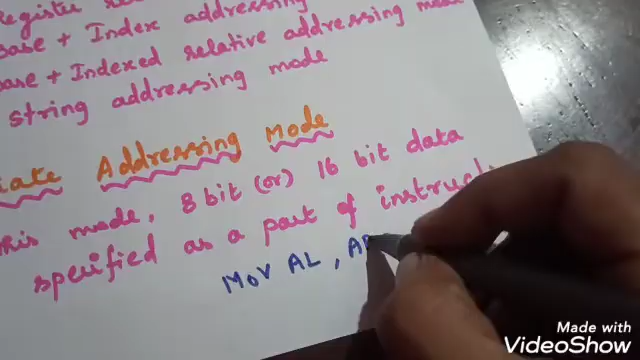 Base + Index addressing
Base + Indexed relative addressing mode
string addressing mode
Addressing Mode
this mode, 8 bit (or) 16 bit data
specified as a part of
MOV AL,
Made with
VideoShow